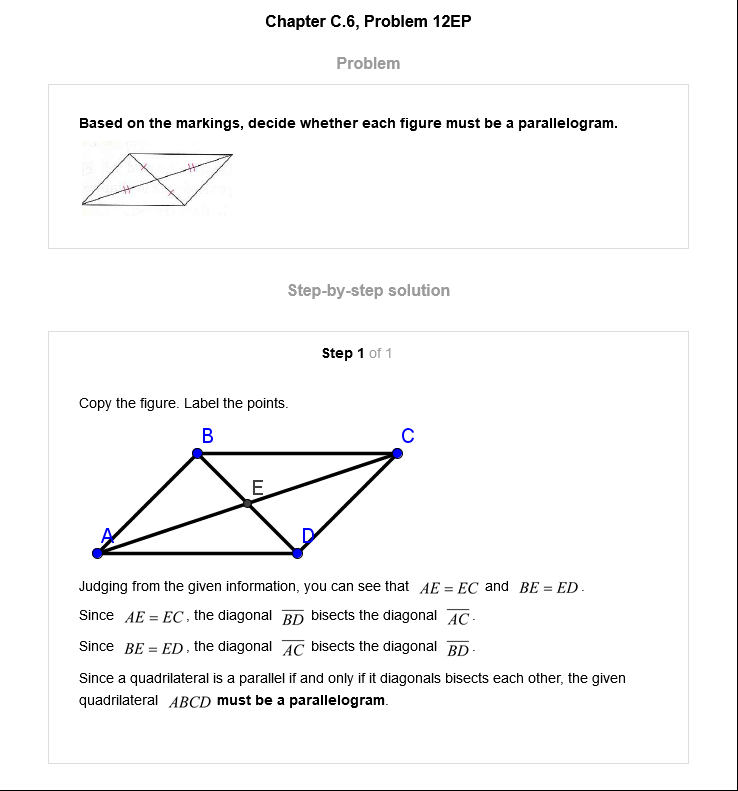 Chapter C.6, Problem 12EP
Problem
Based on the markings, decide whether each figure must be a parallelogram.
Step-by-step solution
Step 1 of 1
Copy the figure. Label the points.
B
C
E
A
D
Judging from the given information, you can see that AE = EC and BE = ED.
Since AE = EC, the diagonal BD bisects the diagonal AC.
Since BE = ED, the diagonal AC bisects the diagonal BD.
Since a quadrilateral is a parallel if and only if it diagonals bisects each other, the given
quadrilateral ABCD must be a parallelogram.